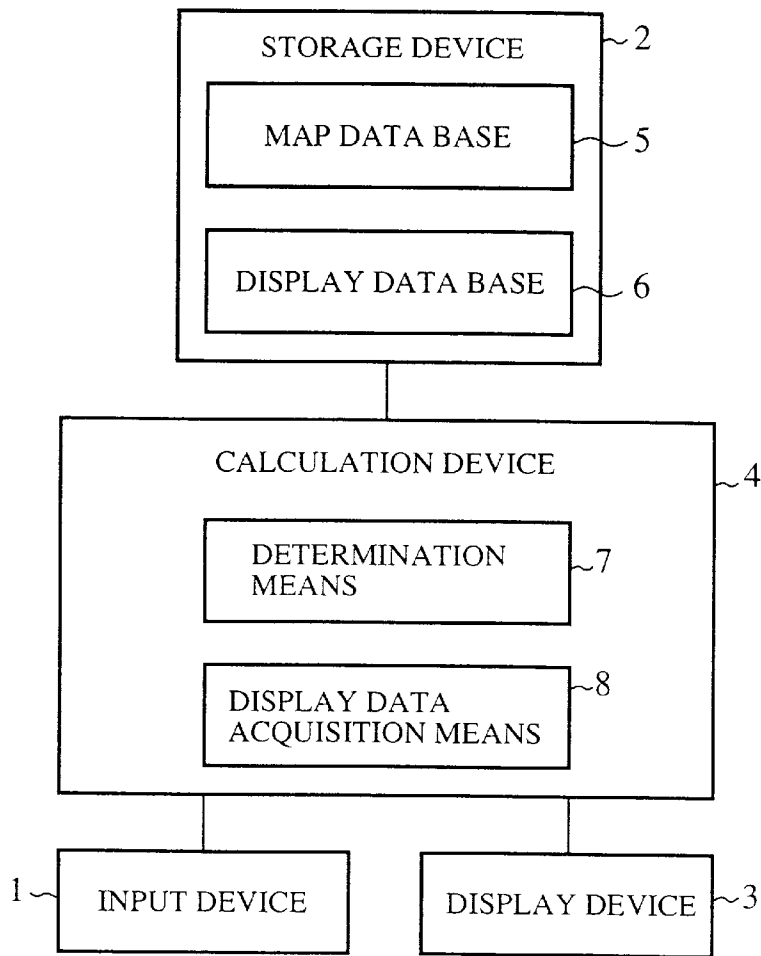 STORAGE DEVICE
2
MAP DATA BASE
5
DISPLAY DATA BASE
6
CALCULATION DEVICE
4
DETERMINATION
MEANS
7
DISPLAY DATA
ACQUISITION MEANS
8
1
INPUT DEVICE
DISPLAY DEVICE
3